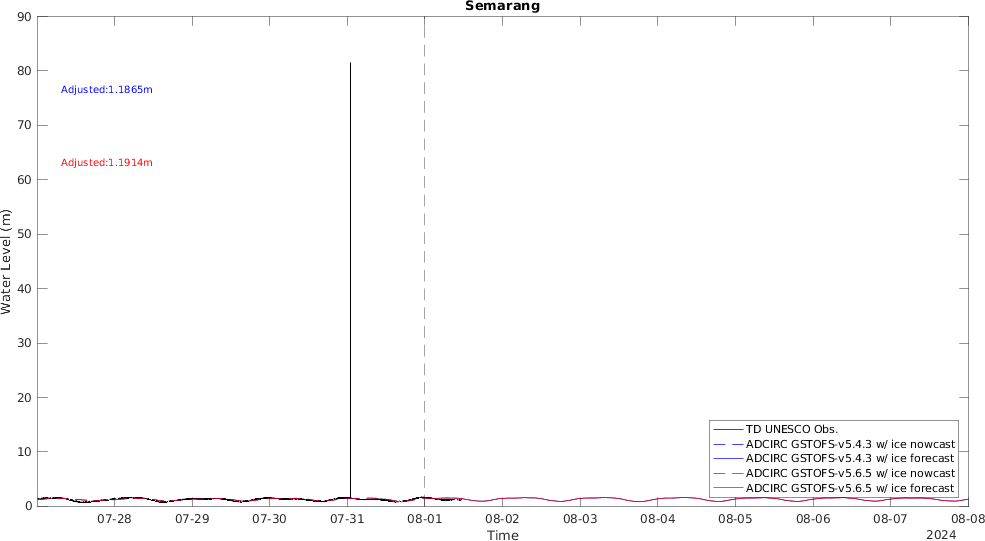 Semarang
90
80
70
60
50
40
30
20
10
0
Water Level (m)
Adjusted:1.1865m
Adjusted:1.1914m
TD UNESCO Obs.
ADCIRC GSTOFS-v5.4.3 w/ ice nowcast
ADCIRC GSTOFS-v5.4.3 w/ ice forecast
ADCIRC GSTOFS-v5.6.5 w/ ice nowcast
ADCIRC GSTOFS-v5.6.5 w/ ice forecast
07-28 07-29 07-30 07-31 08-01 08-02 08-03 08-04 08-05 08-06 08-07 08-08
Time
2024